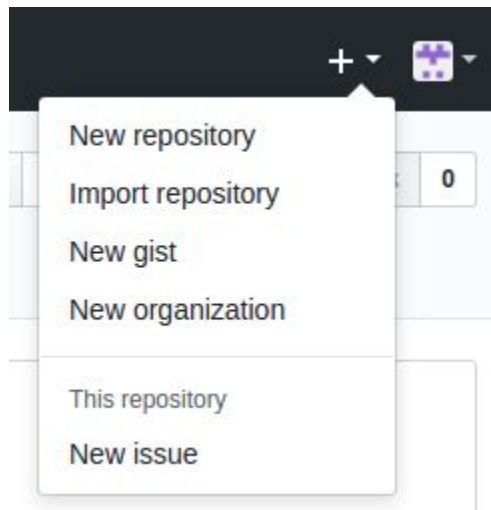 New repository
Import repository
0
New gist
New organization
This repository
New issue